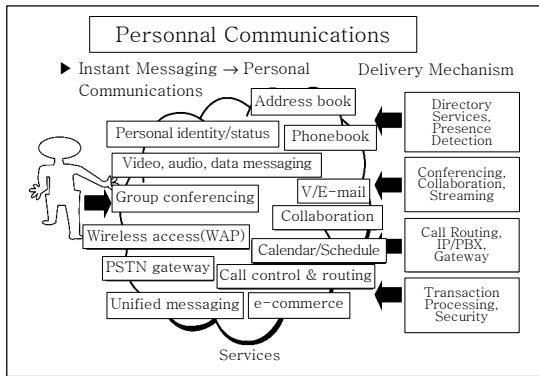 Personnal Communications
▶ Instant Messaging → Personal
Communications
Delivery Mechanism
Address book
Personal identity/status
Phonebook
Video, audio, data messaging
V/E-mail
Group conferencing
Collaboration
Wireless access(WAP)
Calendar/Schedule
PSTN gateway
Call control & routing
Unified messaging
e-commerce
Services
Directory
Services,
Presence
Detection
Conferencing,
Collaboration,
Streaming
Call Routing,
IP/PBX,
Gateway
Transaction
Processing,
Security